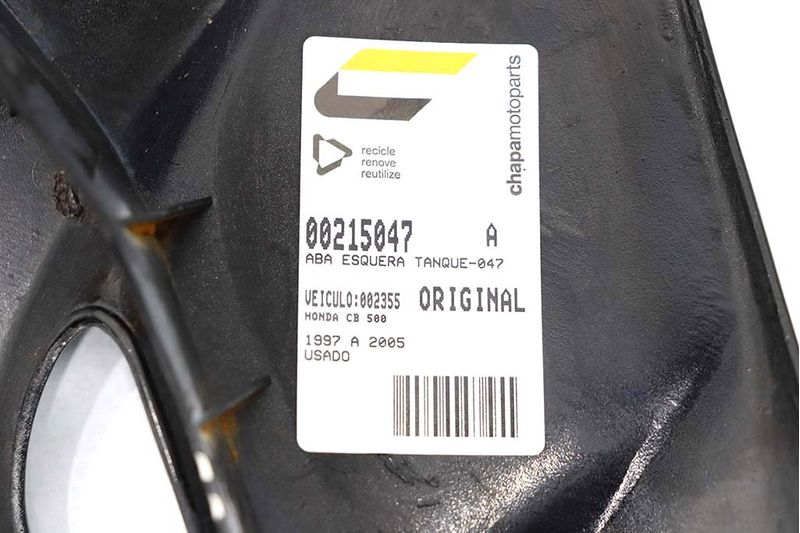 chapamotoparts
recicle
renove
reutilize
00215047 A
ABA ESQUERA TANQUE-047
VEICULO:002355 ORIGINAL
HONDA CB 500
1997 A 2005
USADO